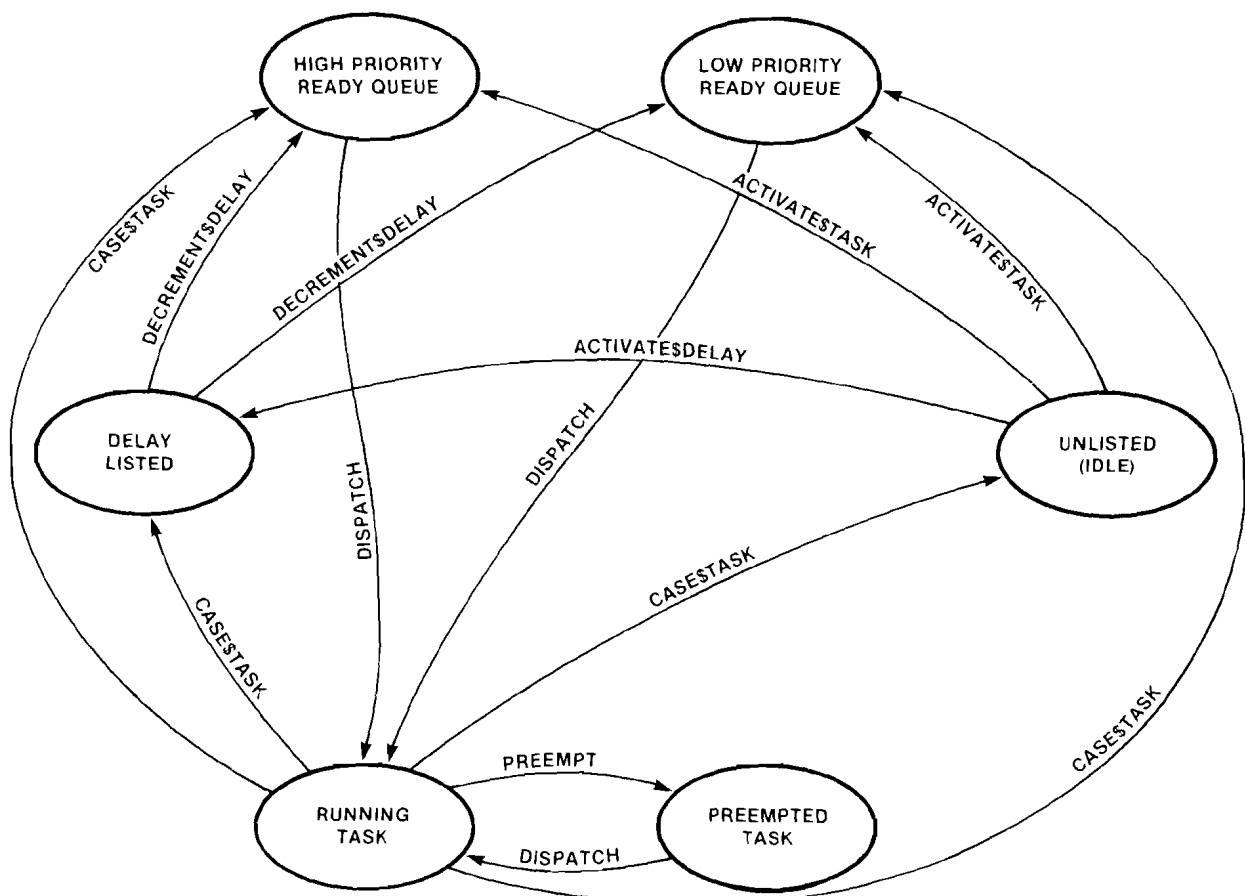 HIGH PRIORITY
READY QUEUE
LOW PRIORITY
READY QUEUE
CASE$TASK
DECREMENT$DELAY
DECREMENT$DELAY
ACTIVATE$TASK
ACTIVATE$TASK
ACTIVATE$DELAY
DELAY
LISTED
DISPATCH
DISPATCH
UNLISTED
(IDLE)
CASE$TASK
CASE$TASK
CASE$TASK
PREEMPT
RUNNING
TASK
PREEMPTED
TASK
DISPATCH